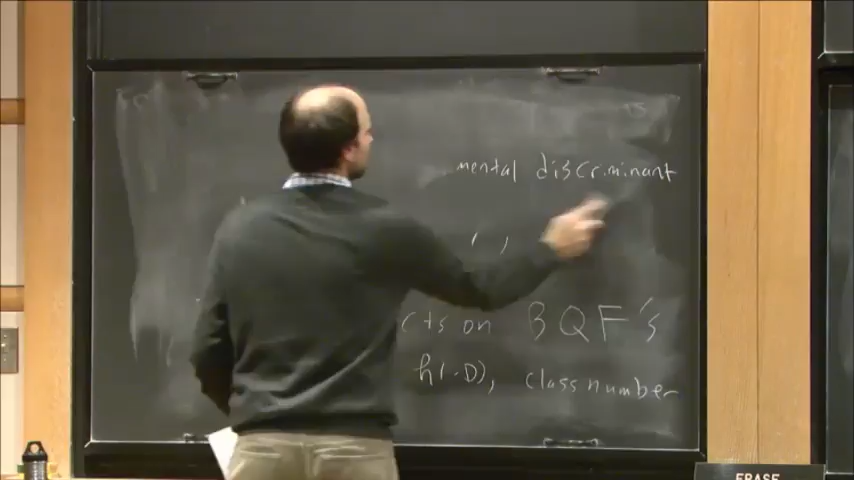 mental discriminant
cts on BQF's
h(-D), class number
ERASE